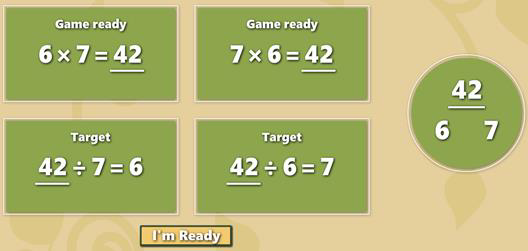 Game ready
6 × 7 = 42
Game ready
7 × 6 = 42
Target
42 ÷ 7 = 6
Target
42 ÷ 6 = 7
42
6 7
I'm Ready